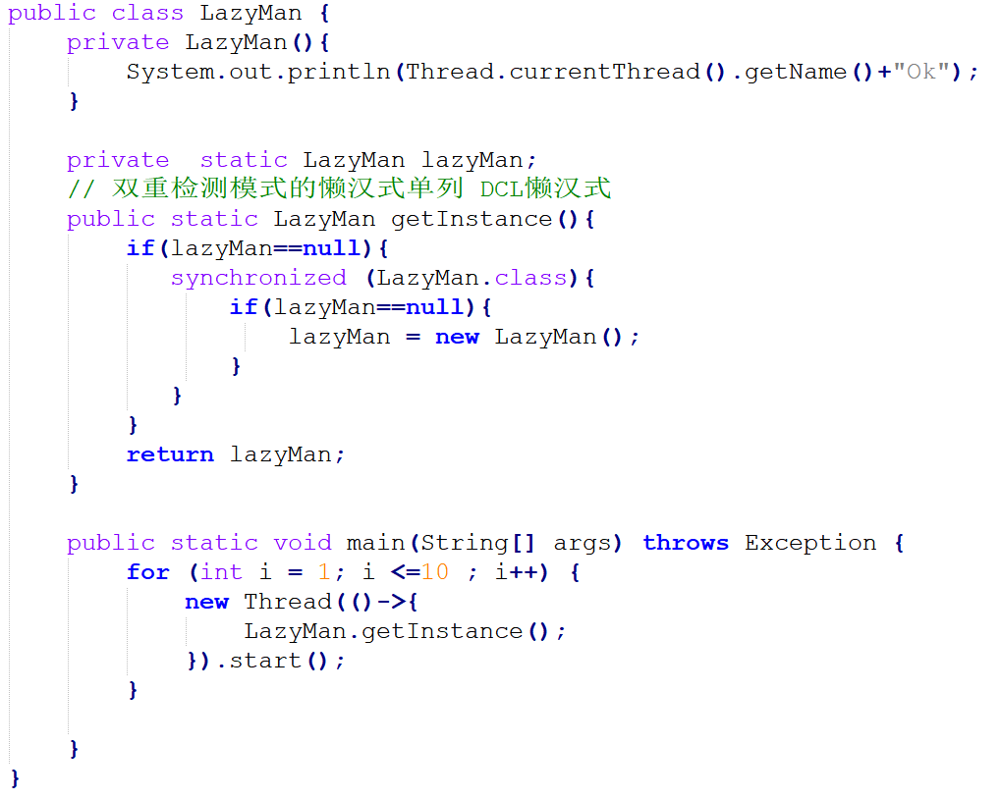 public class LazyMan {
    private LazyMan(){
        System.out.println(Thread.currentThread().getName()+"Ok");
    }

    private  static LazyMan lazyMan;
    // 双重检测模式的懒汉式单列 DCL懒汉式
    public static LazyMan getInstance(){
        if(lazyMan==null){
           synchronized (LazyMan.class){
               if(lazyMan==null){
                   lazyMan = new LazyMan();
               }
           }
        }
        return lazyMan;
    }

    public static void main(String[] args) throws Exception {
        for (int i = 1; i <=10 ; i++) {
            new Thread(()->{
                LazyMan.getInstance();
            }).start();
        }

    }
}